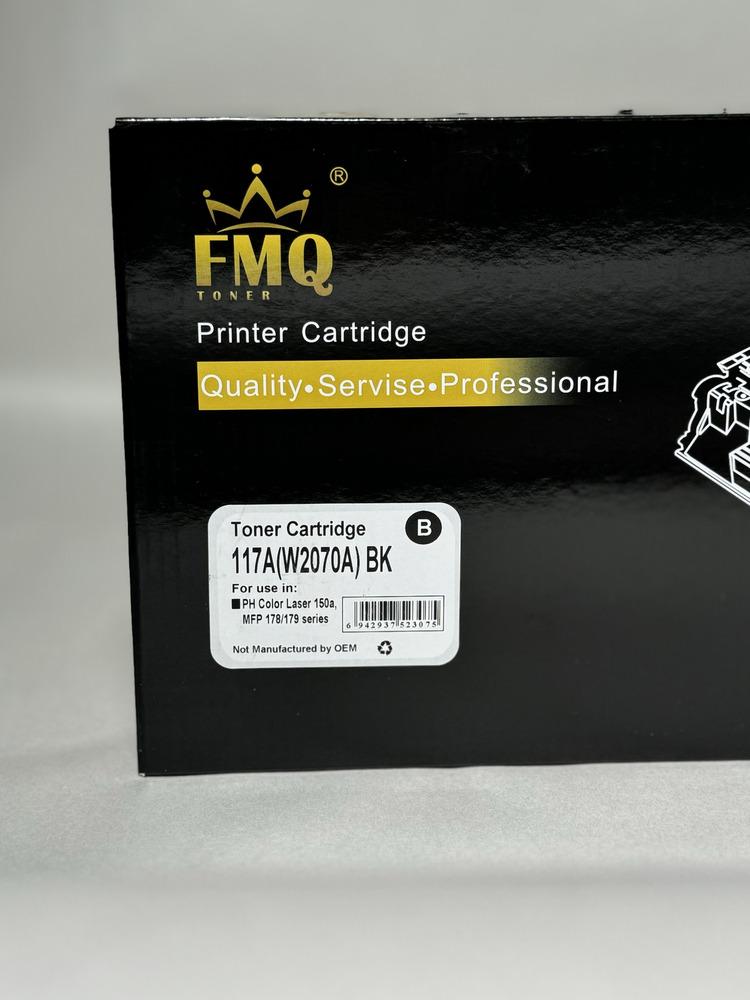 ®
FMQ
TONER
Printer Cartridge
Quality•Servise•Professional
Toner Cartridge B
117A(W2070A) BK
For use in:
■PH Color Laser 150a,
MFP 178/179 series
6 942937 523075
Not Manufactured by OEM